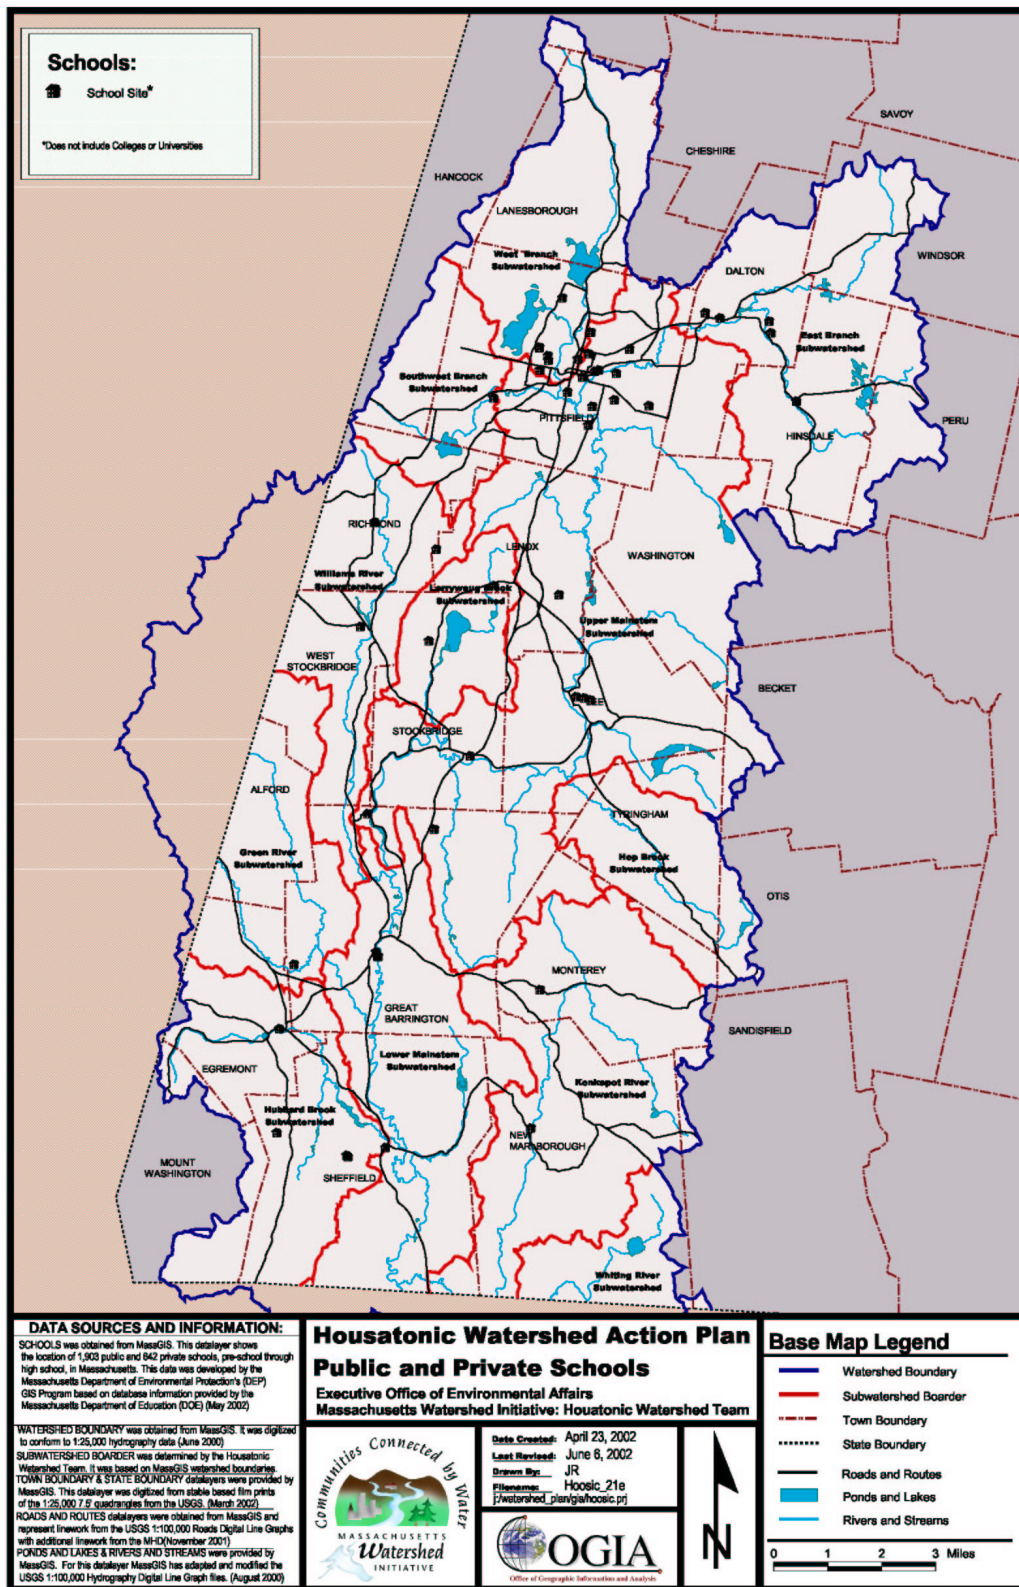 Schools:
School Site*
*Does not include Colleges or Universities
SAVOY
CHESHIRE
HANCOCK
LANESBOROUGH
West Branch
Subwatershed
WINDSOR
DALTON
East Branch
Subwatershed
Southwest Branch
Subwatershed
PITTSFIELD
PERU
HINSDALE
RICHMOND
LENOX
WASHINGTON
Williams River
Subwatershed
Larrywaug Brook
Subwatershed
Upper Mainstem
Subwatershed
WEST
STOCKBRIDGE
BECKET
LEE
STOCKBRIDGE
ALFORD
TYRINGHAM
Green River
Subwatershed
Hop Brook
Subwatershed
OTIS
MONTEREY
GREAT
BARRINGTON
SANDISFIELD
Lower Mainstem
Subwatershed
EGREMONT
Konkapot River
Subwatershed
Hubbard Brook
Subwatershed
NEW
MARLBOROUGH
MOUNT
WASHINGTON
SHEFFIELD
Whiting River
Subwatershed
DATA SOURCES AND INFORMATION:
SCHOOLS was obtained from MassGIS. This datalayer shows
the location of 1,903 public and 642 private schools, pre-school through
high school, in Massachusetts. This data was developed by the
Massachusetts Department of Environmental Protection's (DEP)
GIS Program based on database information provided by the
Massachusetts Department of Education (DOE) (May 2002)
WATERSHED BOUNDARY was obtained from MassGIS. It was digitized
to conform to 1:25,000 hydrography data (June 2000)
SUBWATERSHED BOARDER was determined by the Housatonic
Watershed Team. It was based on MassGIS watershed boundaries.
TOWN BOUNDARY & STATE BOUNDARY datalayers were provided by
MassGIS. This datalayer was digitized from stable based film prints
of the 1:25,000 7.5' quadrangles from the USGS. (March 2002)
ROADS AND ROUTES datalayers were obtained from MassGIS and
represent linework from the USGS 1:100,000 Roads Digital Line Graphs
with additional linework from the MHD(November 2001)
PONDS AND LAKES & RIVERS AND STREAMS were provided by
MassGIS. For this datalayer MassGIS has adapted and modified the
USGS 1:100,000 Hydrography Digital Line Graph files. (August 2000)
Housatonic Watershed Action Plan
Public and Private Schools
Executive Office of Environmental Affairs
Massachusetts Watershed Initiative: Houatonic Watershed Team
Communities Connected by Water
MASSACHUSETTS
Watershed
INITIATIVE
Date Created: April 23, 2002
Last Revised: June 6, 2002
Drawn By: JR
Filename: Hoosic_21e
j:/watershed_plan/gis/hoosic.prj
OGIA
Office of Geographic Information and Analysis
N
Base Map Legend
Watershed Boundary
Subwatershed Boarder
Town Boundary
State Boundary
Roads and Routes
Ponds and Lakes
Rivers and Streams
0 1 2 3 Miles